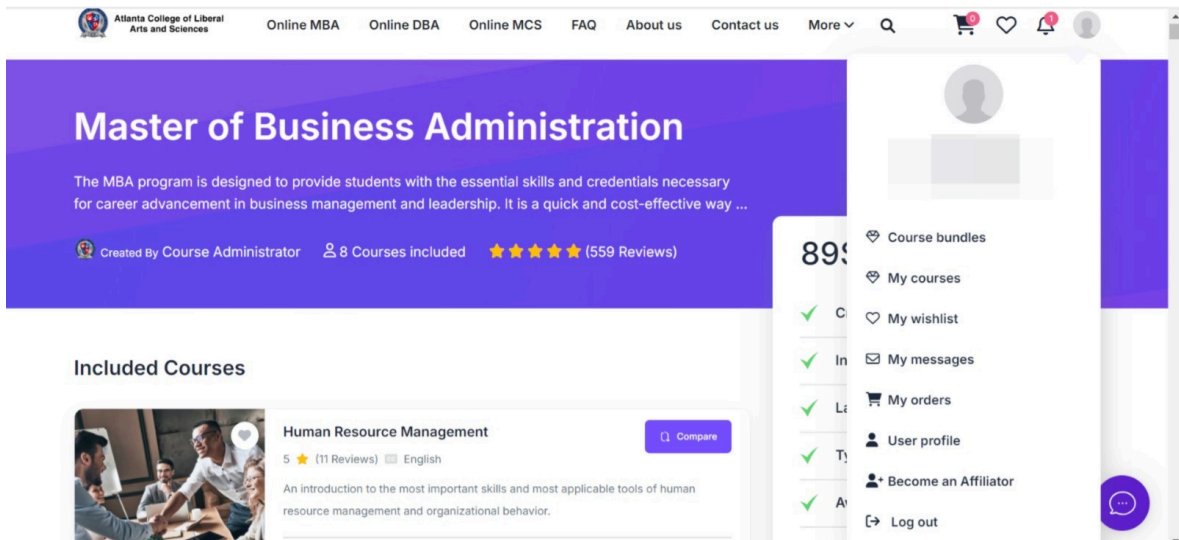 Atlanta College of Liberal
Arts and Sciences
Online MBA
Online DBA
Online MCS
FAQ
About us
Contact us
More
0
1
Master of Business Administration
The MBA program is designed to provide students with the essential skills and credentials necessary
for career advancement in business management and leadership. It is a quick and cost-effective way ...
Created By Course Administrator
8 Courses included
(559 Reviews)
Included Courses
Human Resource Management
Compare
5
(11 Reviews)
English
An introduction to the most important skills and most applicable tools of human
resource management and organizational behavior.
Course bundles
My courses
My wishlist
My messages
My orders
User profile
Become an Affiliator
Log out